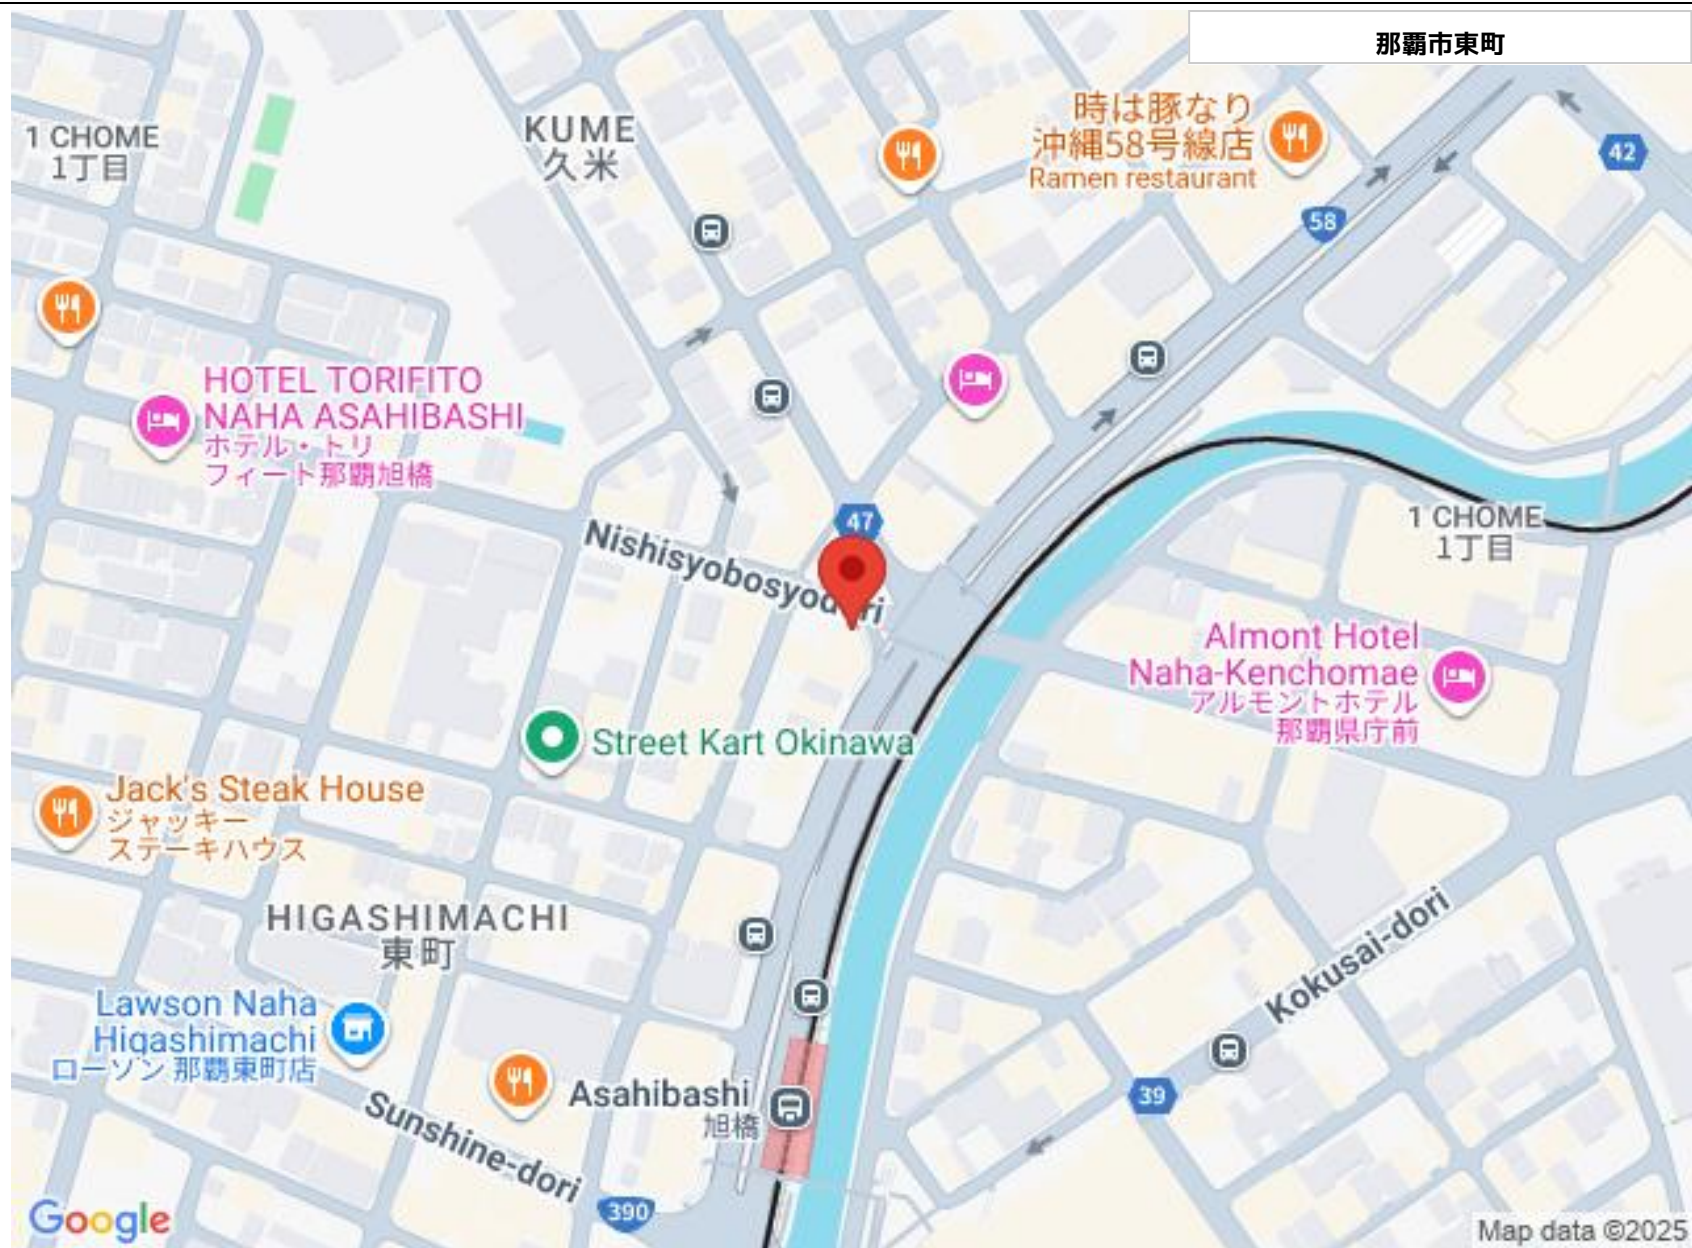 那覇市東町
1 CHOME
1丁目
KUME
久米
時は豚なり
沖縄58号線店
Ramen restaurant
42
58
HOTEL TORIFITO
NAHA ASAHIBASHI
ホテル・トリ
フィート那覇旭橋
47
Nishisyobosyodori
1 CHOME
1丁目
Almont Hotel
Naha-Kenchomae
アルモントホテル
那覇県庁前
Street Kart Okinawa
Jack's Steak House
ジャッキー
ステーキハウス
HIGASHIMACHI
東町
Kokusai-dori
Lawson Naha
Higashimachi
ローソン 那覇東町店
Asahibashi
旭橋
39
Sunshine-dori
390
Google
Map data ©2025